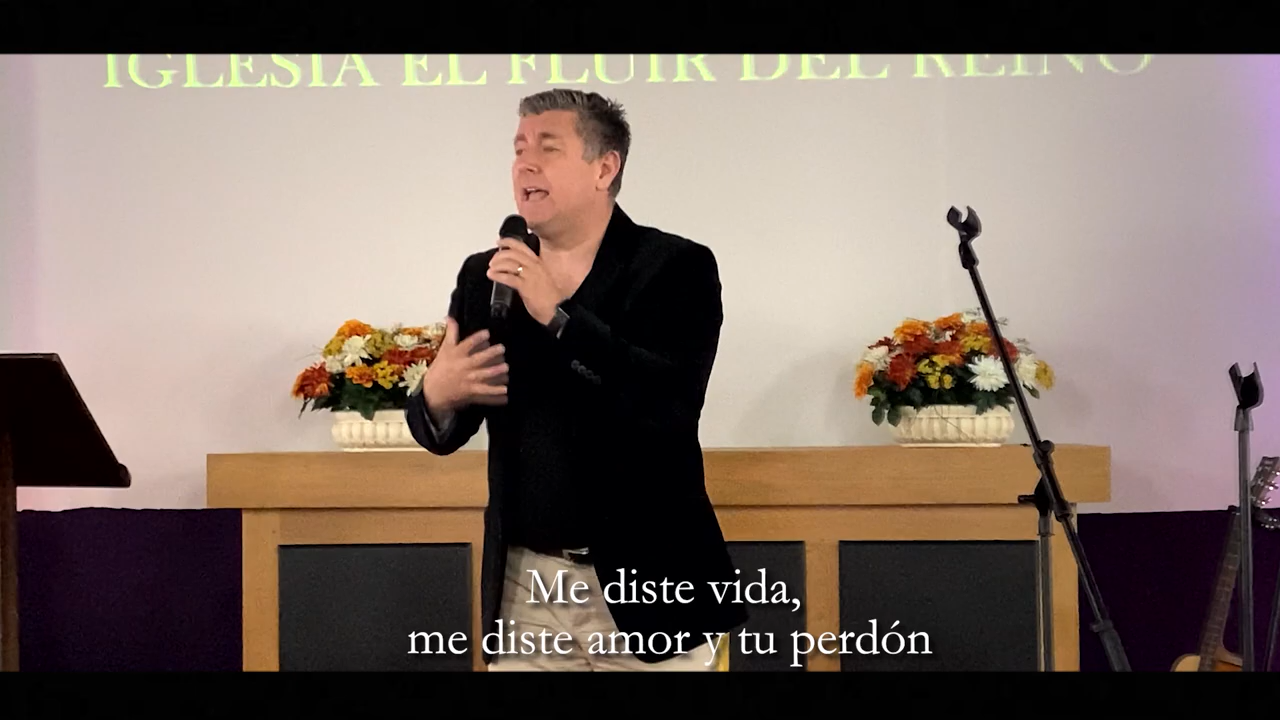 IGLESIA EL FLUIR DEL REINO
Me diste vida,
me diste amor y tu perdón